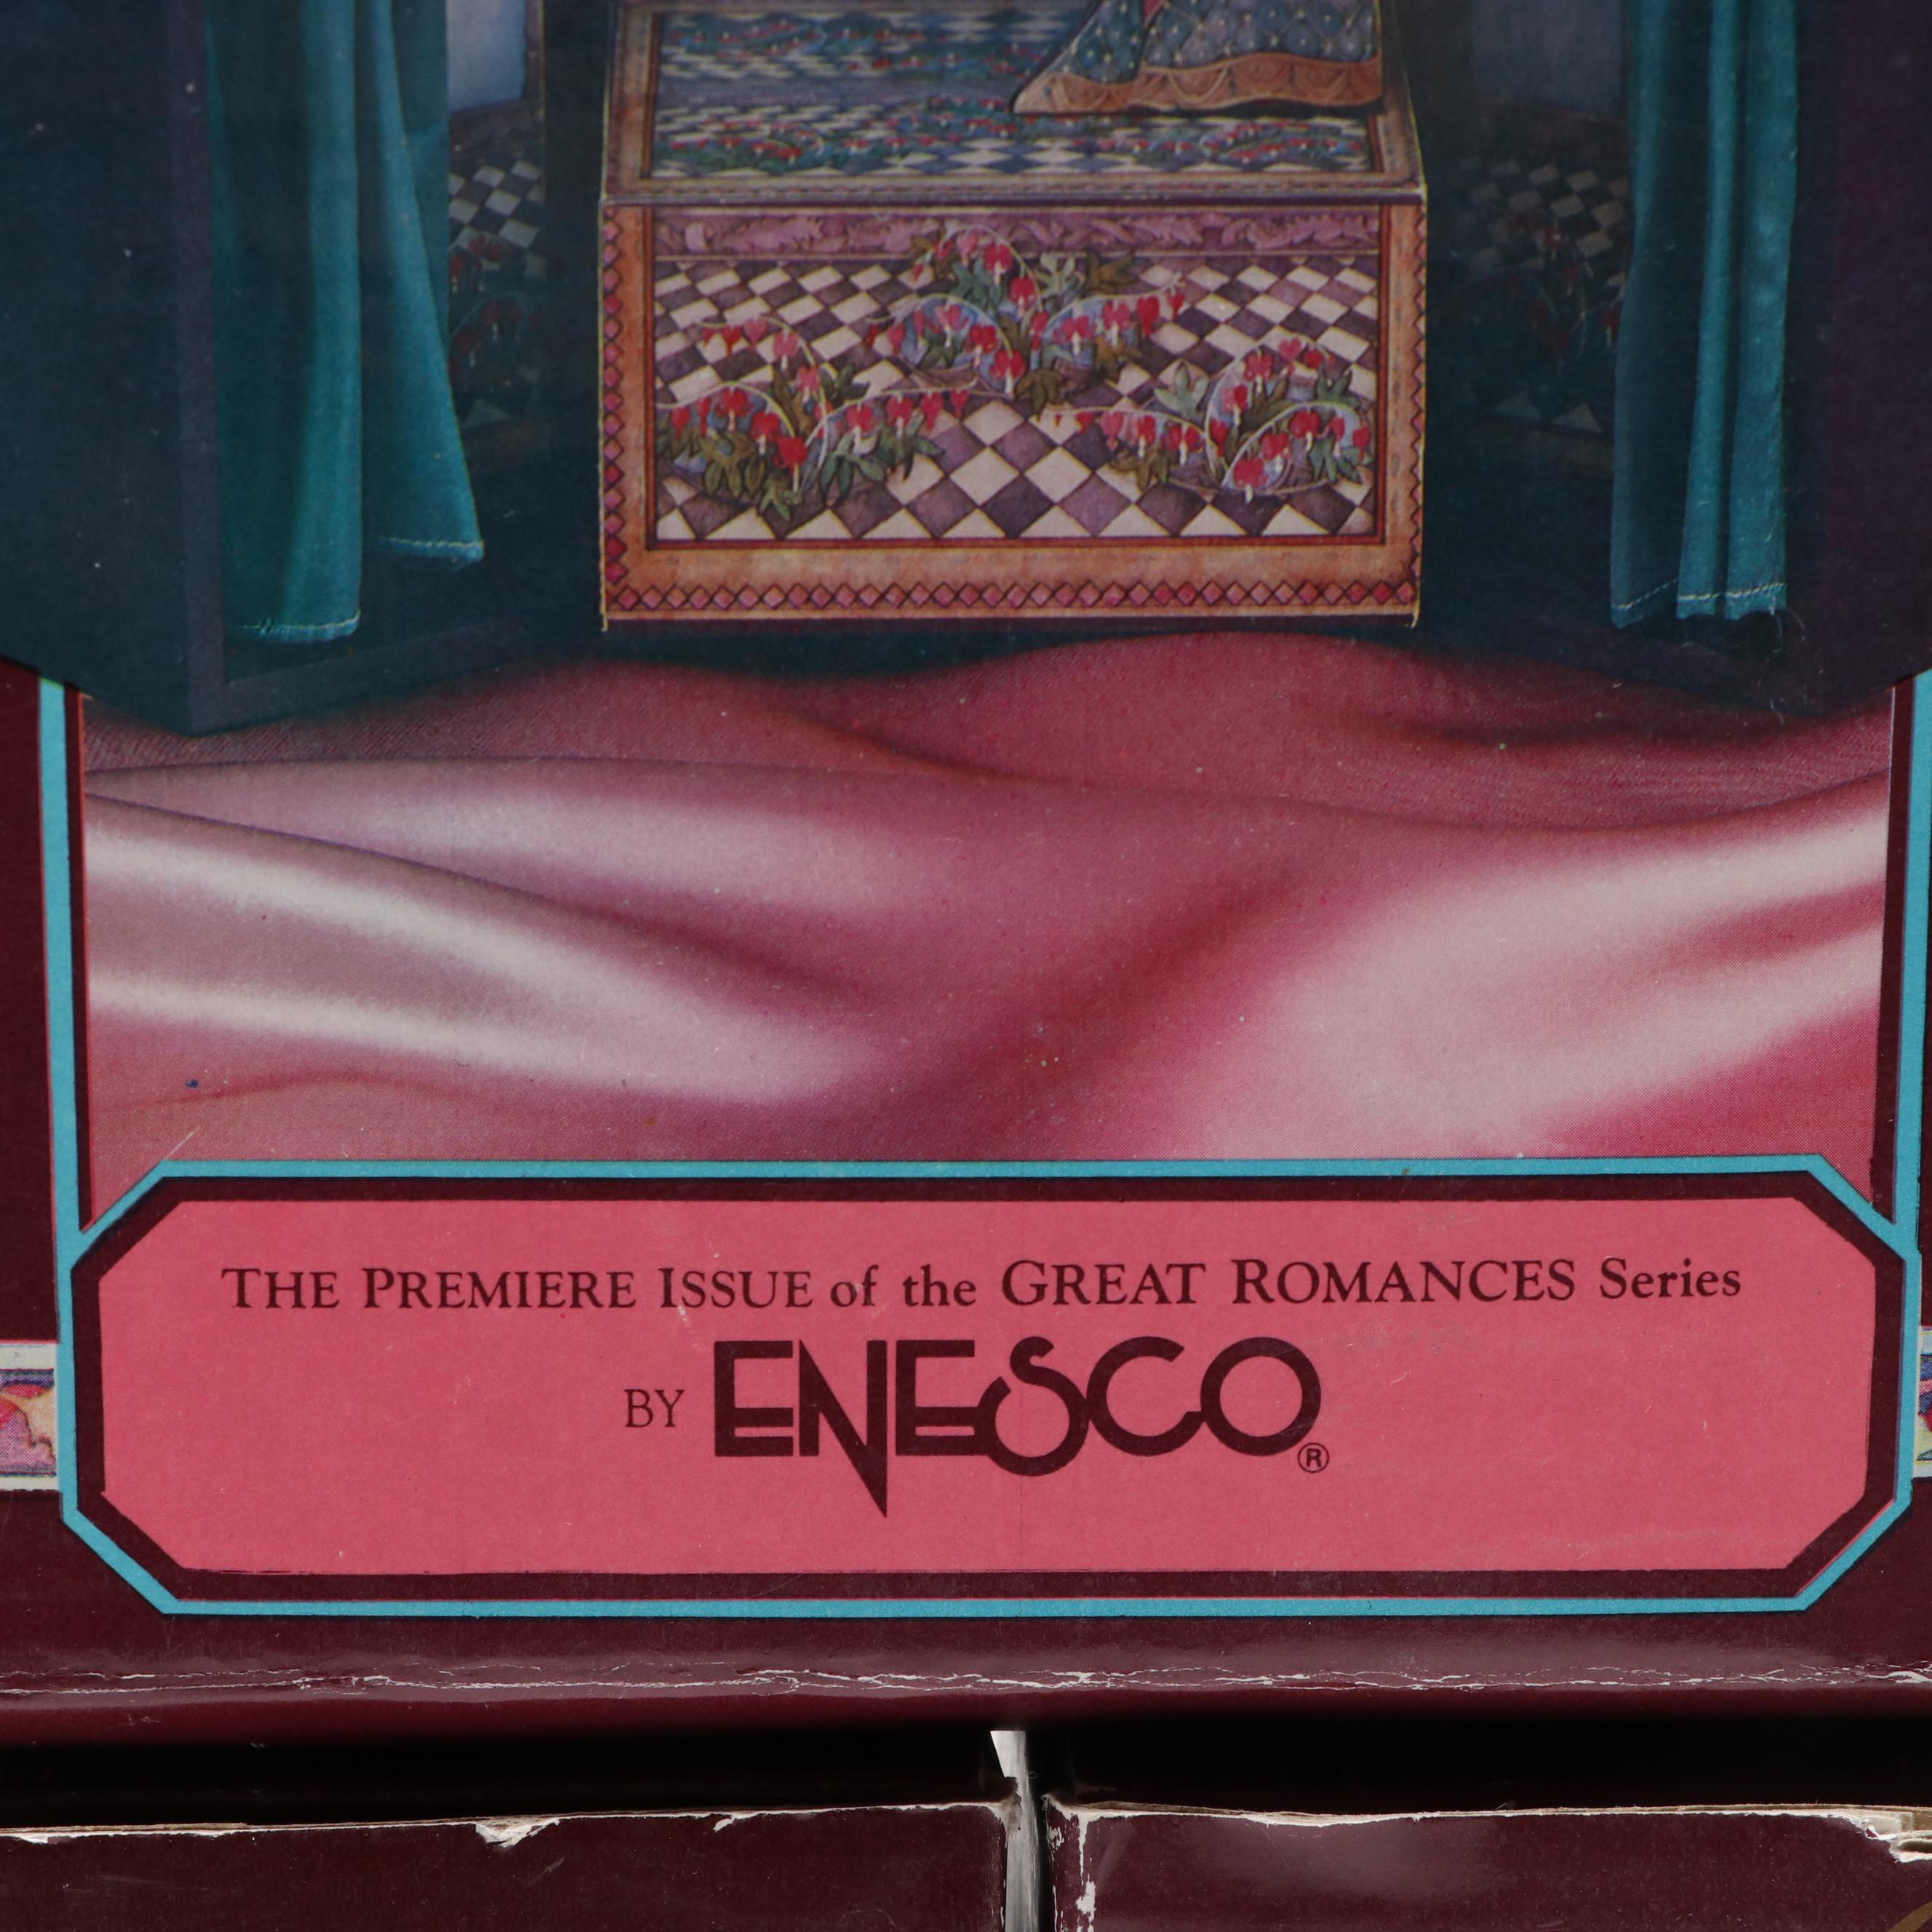 THE PREMIERE ISSUE of the GREAT ROMANCES Series
BY ENESCO®